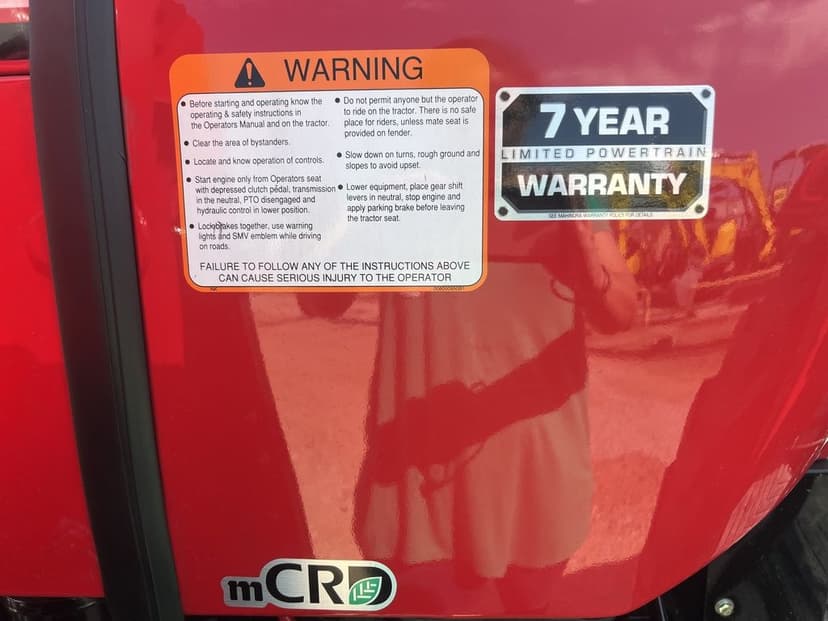 WARNING
• Before starting and operating know the
operating & safety instructions in
the Operators Manual and on the tractor.
• Clear the area of bystanders.
• Locate and know operation of controls.
• Start engine only from Operators seat
with depressed clutch pedal, transmission
in the neutral, PTO disengaged and
hydraulic control in lower position.
• Lock brakes together, use warning
lights and SMV emblem while driving
on roads.
• Do not permit anyone but the operator
to ride on the tractor. There is no safe
place for riders, unless mate seat is
provided on fender.
• Slow down on turns, rough ground and
slopes to avoid upset.
• Lower equipment, place gear shift
levers in neutral, stop engine and
apply parking brake before leaving
the tractor seat.
FAILURE TO FOLLOW ANY OF THE INSTRUCTIONS ABOVE
CAN CAUSE SERIOUS INJURY TO THE OPERATOR
7 YEAR
LIMITED POWERTRAIN
WARRANTY
SEE MAHINDRA WARRANTY POLICY FOR DETAILS
mCRD